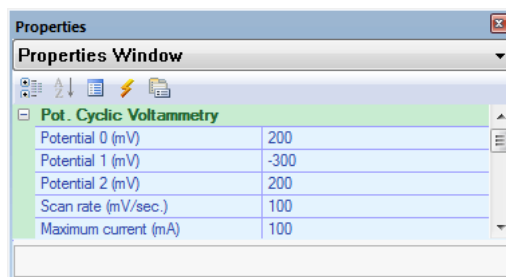 Properties
Properties Window
Pot. Cyclic Voltammetry
Potential 0 (mV) 200
Potential 1 (mV) -300
Potential 2 (mV) 200
Scan rate (mV/sec.) 100
Maximum current (mA) 100